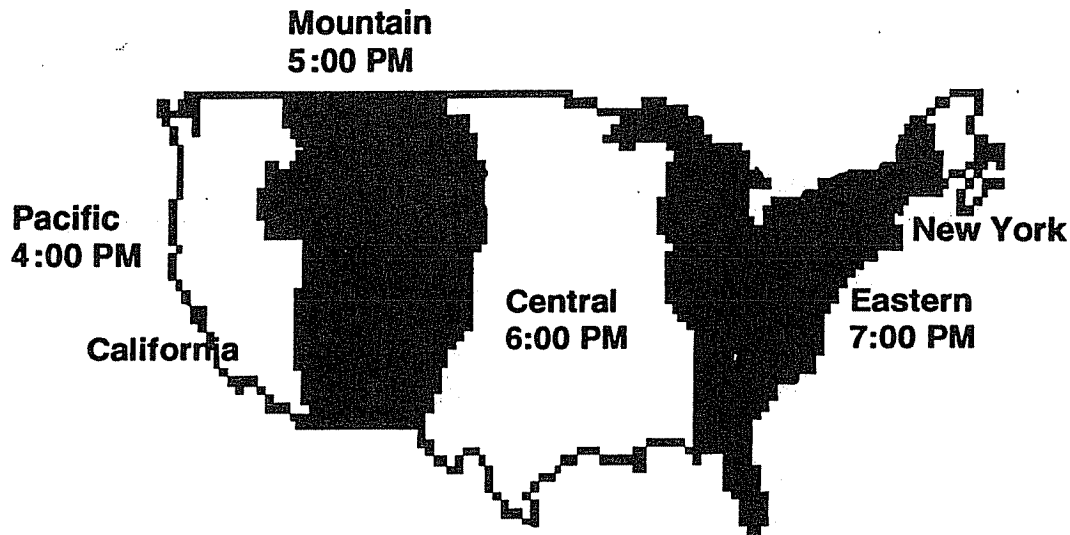 Mountain
5:00 PM
Pacific
4:00 PM
New York
Central
6:00 PM
Eastern
7:00 PM
California